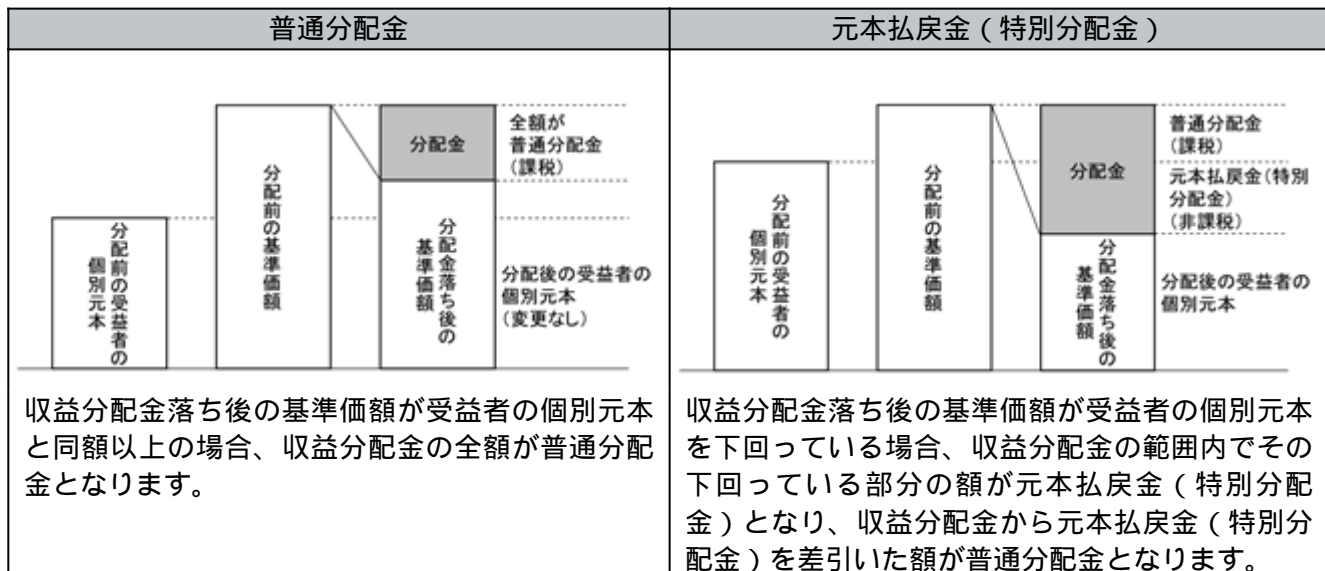 普通分配金
分配前の受益者の
個別元本
分配前の基準価額
分配金
分配金落ち後の
基準価額
全額が
普通分配金
(課税)
分配後の受益者の
個別元本
(変更なし)
収益分配金落ち後の基準価額が受益者の個別元本
と同額以上の場合、収益分配金の全額が普通分配
金となります。
元本払戻金(特別分配金)
分配前の受益者の
個別元本
分配前の基準価額
分配金
分配金落ち後の
基準価額
普通分配金
(課税)
元本払戻金(特別
分配金)
(非課税)
分配後の受益者の
個別元本
収益分配金落ち後の基準価額が受益者の個別元本
を下回っている場合、収益分配金の範囲内でその
下回っている部分の額が元本払戻金(特別分配
金)となり、収益分配金から元本払戻金(特別分
配金)を差引いた額が普通分配金となります。